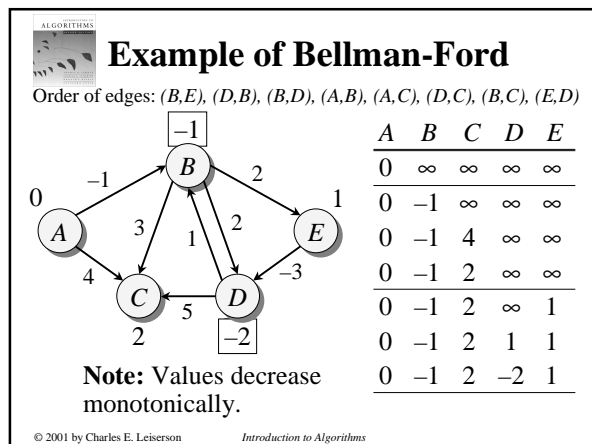 INTRODUCTION TO
ALGORITHMS
Example of Bellman-Ford
Order of edges: (B,E), (D,B), (B,D), (A,B), (A,C), (D,C), (B,C), (E,D)
–1
B
–1
2
0
1
A
3
1
2
E
4
–3
C
5
D
2
–2
A B C D E
0 ∞ ∞ ∞ ∞
0 –1 ∞ ∞ ∞
0 –1 4 ∞ ∞
0 –1 2 ∞ ∞
0 –1 2 ∞ 1
0 –1 2 1 1
0 –1 2 –2 1
Note: Values decrease
monotonically.
© 2001 by Charles E. Leiserson Introduction to Algorithms